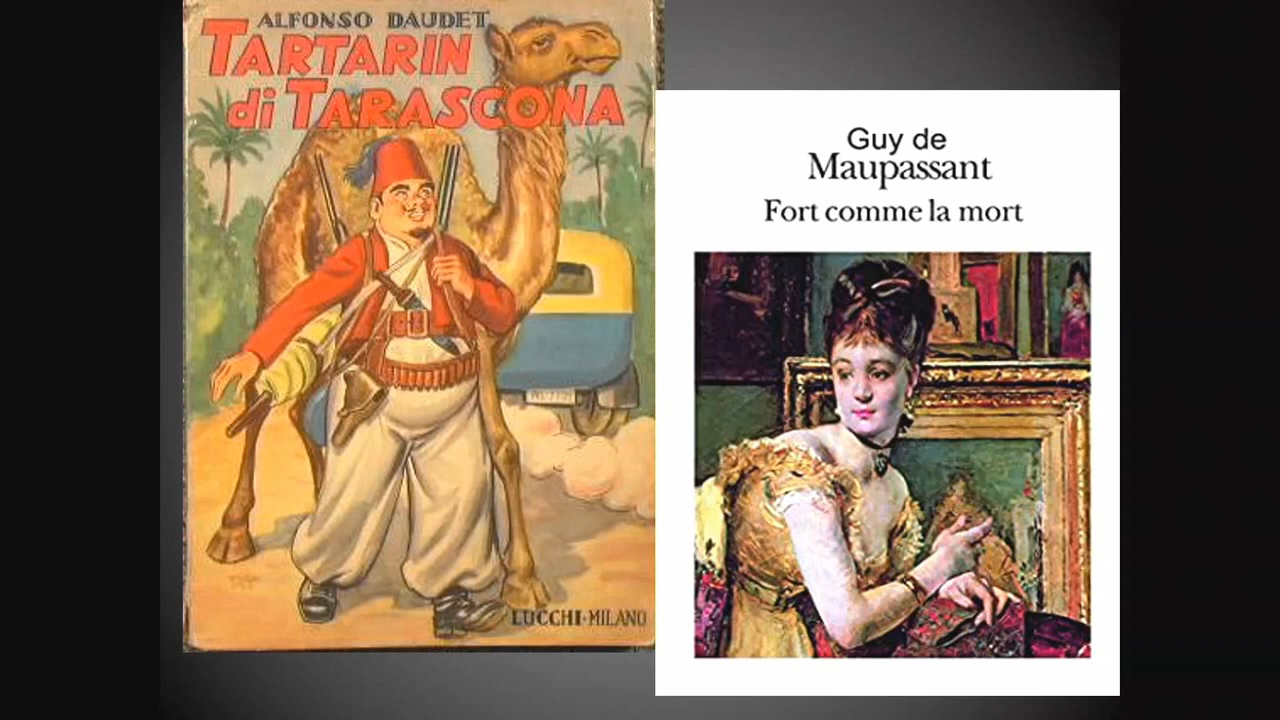 ALFONSO DAUDET
TARTARIN
di TARASCONA
LUCCHI·MILANO
Guy de
Maupassant
Fort comme la mort